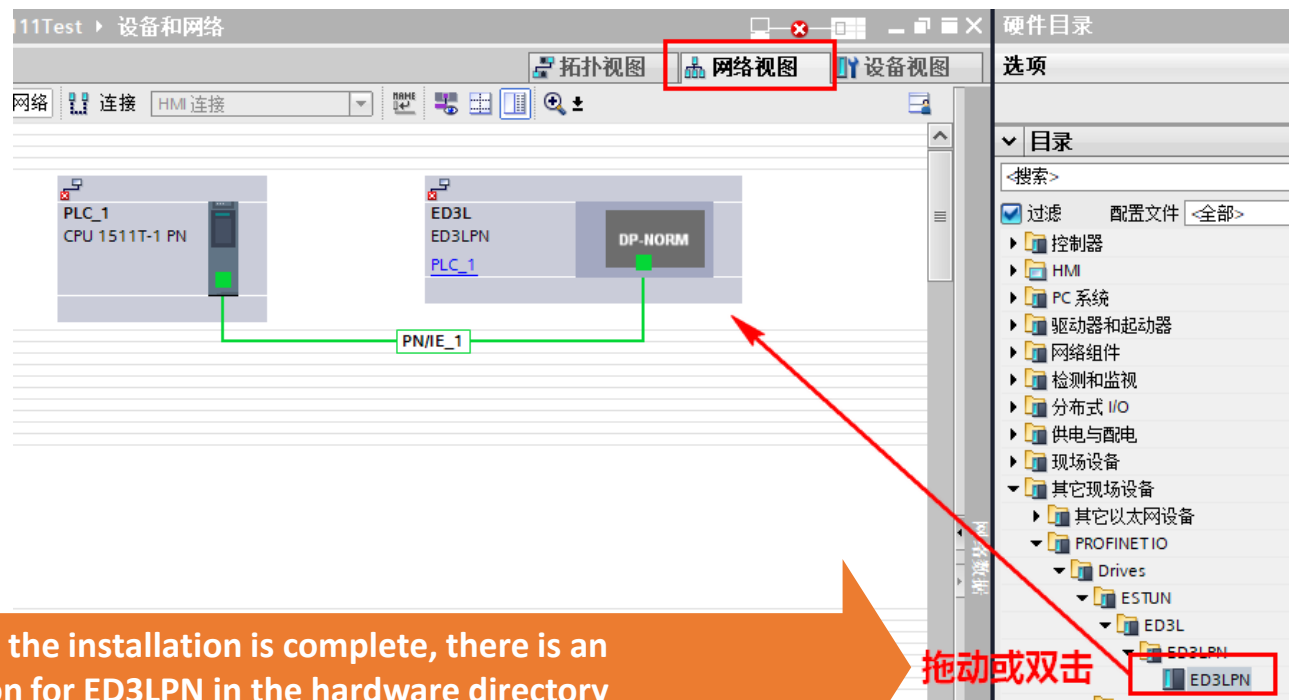 111Test ▸ 设备和网络
拓扑视图
网络视图
设备视图
网络
连接
HMI 连接
PLC_1
CPU 1511T-1 PN
ED3L
ED3LPN
PLC_1
DP-NORM
PN/IE_1
网络数据
the installation is complete, there is an
for ED3LPN in the hardware directory
拖动或双击
硬件目录
选项
目录
<搜索>
过滤
配置文件 <全部>
控制器
HMI
PC 系统
驱动器和起动器
网络组件
检测和监视
分布式 I/O
供电与配电
现场设备
其它现场设备
其它以太网设备
PROFINET IO
Drives
ESTUN
ED3L
ED3LPN
ED3LPN